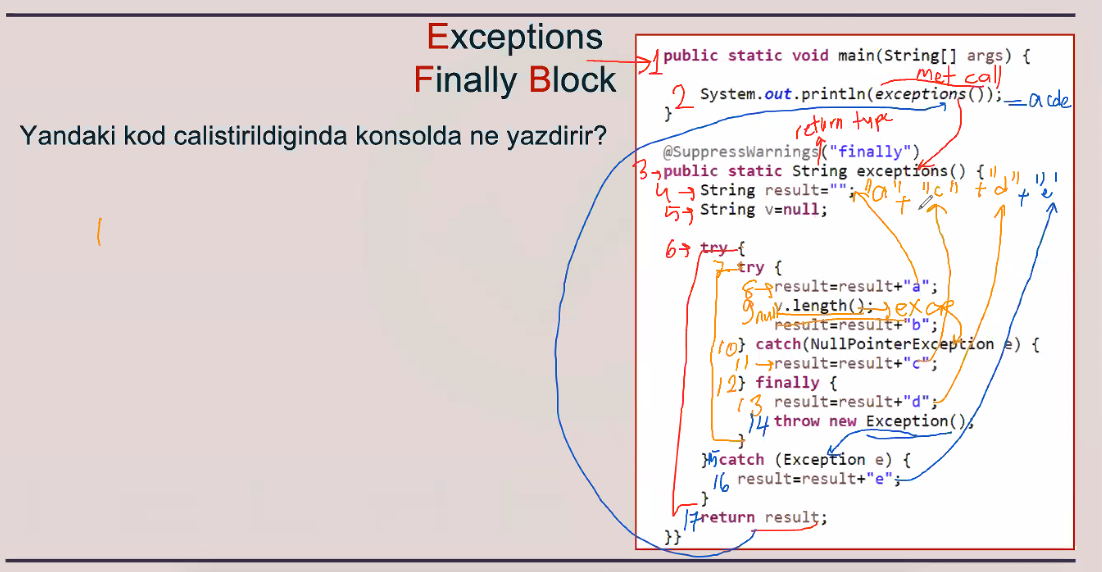 Exceptions
Finally Block
Yandaki kod calistirildiginda konsolda ne yazdirir?
1 public static void main(String[] args) {
met call
2 System.out.println(exceptions()); = acde
}
return type
@SuppressWarnings("finally")
3 public static String exceptions() {
4 String result=""; "a" + "c" + "d" + "e"
5 String v=null;
6 try {
7 try {
8 result=result+"a";
9 null v.length(); excep
result=result+"b";
10 } catch(NullPointerException e) {
11 result=result+"c";
12 } finally {
13 result=result+"d";
14 throw new Exception();
}
} 15 catch (Exception e) {
16 result=result+"e";
}
17 return result;
}}